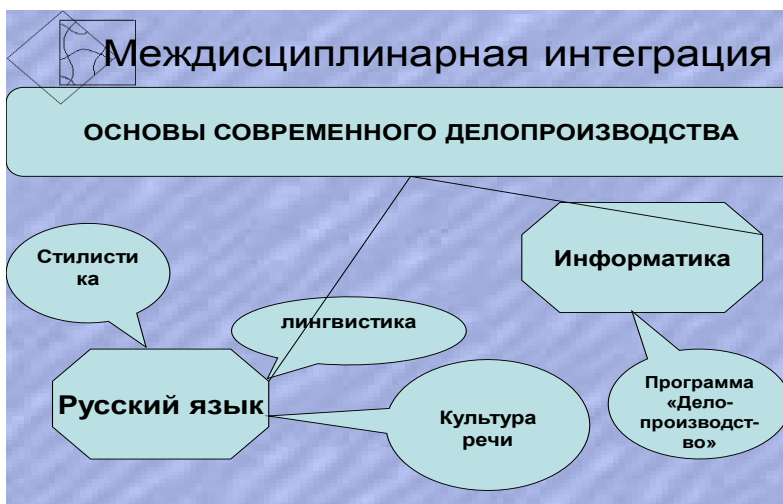 Междисциплинарная интеграция
ОСНОВЫ СОВРЕМЕННОГО ДЕЛОПРОИЗВОДСТВА
Стилисти
ка
Информатика
лингвистика
Русский язык
Культура
речи
Программа
«Дело-
производст-
во»